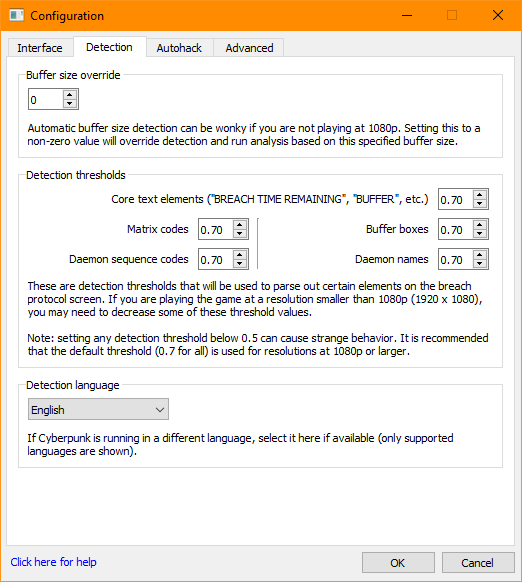 Configuration
Interface Detection Autohack Advanced
Buffer size override
0
Automatic buffer size detection can be wonky if you are not playing at 1080p. Setting this to a
non-zero value will override detection and run analysis based on this specified buffer size.
Detection thresholds
Core text elements ("BREACH TIME REMAINING", "BUFFER", etc.) 0.70
Matrix codes 0.70 Buffer boxes 0.70
Daemon sequence codes 0.70 Daemon names 0.70
These are detection thresholds that will be used to parse out certain elements on the breach
protocol screen. If you are playing the game at a resolution smaller than 1080p (1920 x 1080),
you may need to decrease some of these threshold values.
Note: setting any detection threshold below 0.5 can cause strange behavior. It is recommended
that the default threshold (0.7 for all) is used for resolutions at 1080p or larger.
Detection language
English
If Cyberpunk is running in a different language, select it here if available (only supported
languages are shown).
Click here for help OK Cancel